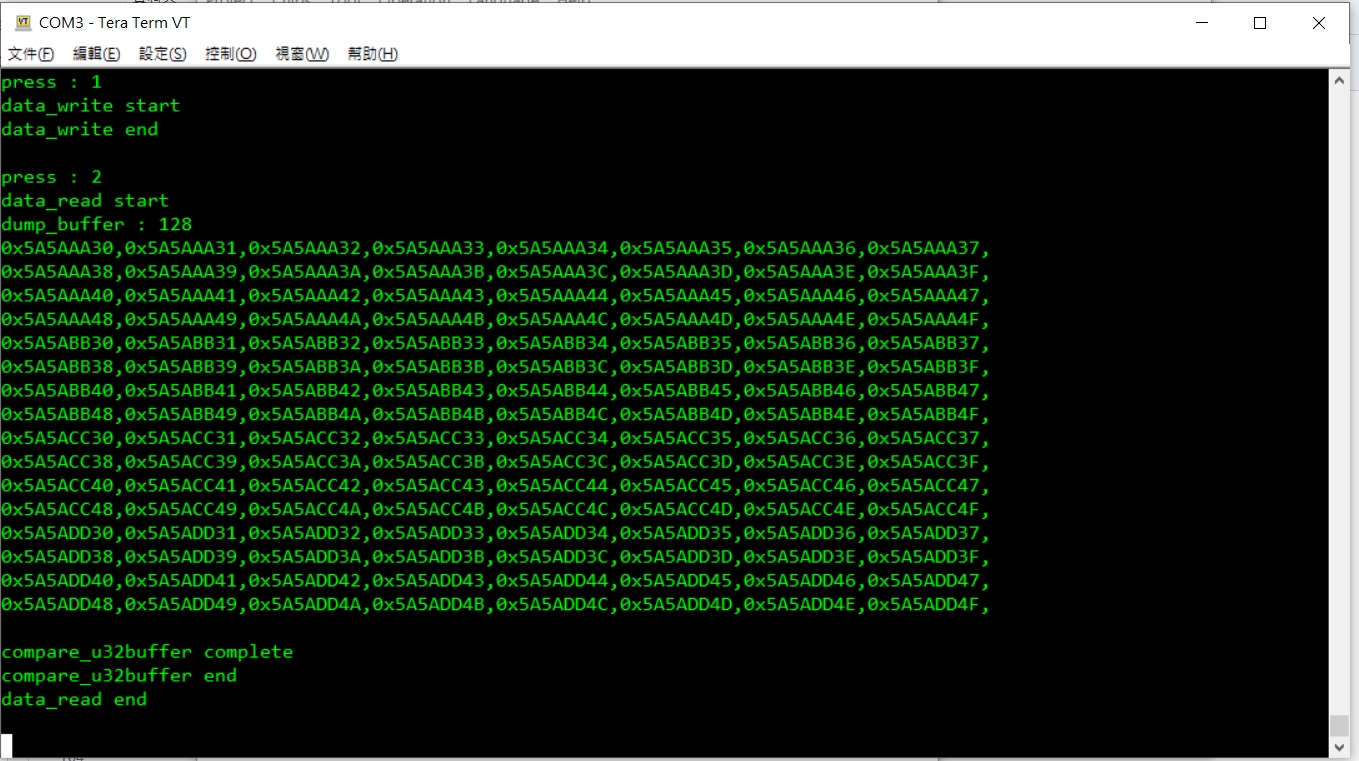 COM3 - Tera Term VT
文件(F) 編輯(E) 設定(S) 控制(O) 視窗(W) 幫助(H)
press : 1
data_write start
data_write end
press : 2
data_read start
dump_buffer : 128
0x5A5AAA30,0x5A5AAA31,0x5A5AAA32,0x5A5AAA33,0x5A5AAA34,0x5A5AAA35,0x5A5AAA36,0x5A5AAA37,
0x5A5AAA38,0x5A5AAA39,0x5A5AAA3A,0x5A5AAA3B,0x5A5AAA3C,0x5A5AAA3D,0x5A5AAA3E,0x5A5AAA3F,
0x5A5AAA40,0x5A5AAA41,0x5A5AAA42,0x5A5AAA43,0x5A5AAA44,0x5A5AAA45,0x5A5AAA46,0x5A5AAA47,
0x5A5AAA48,0x5A5AAA49,0x5A5AAA4A,0x5A5AAA4B,0x5A5AAA4C,0x5A5AAA4D,0x5A5AAA4E,0x5A5AAA4F,
0x5A5ABB30,0x5A5ABB31,0x5A5ABB32,0x5A5ABB33,0x5A5ABB34,0x5A5ABB35,0x5A5ABB36,0x5A5ABB37,
0x5A5ABB38,0x5A5ABB39,0x5A5ABB3A,0x5A5ABB3B,0x5A5ABB3C,0x5A5ABB3D,0x5A5ABB3E,0x5A5ABB3F,
0x5A5ABB40,0x5A5ABB41,0x5A5ABB42,0x5A5ABB43,0x5A5ABB44,0x5A5ABB45,0x5A5ABB46,0x5A5ABB47,
0x5A5ABB48,0x5A5ABB49,0x5A5ABB4A,0x5A5ABB4B,0x5A5ABB4C,0x5A5ABB4D,0x5A5ABB4E,0x5A5ABB4F,
0x5A5ACC30,0x5A5ACC31,0x5A5ACC32,0x5A5ACC33,0x5A5ACC34,0x5A5ACC35,0x5A5ACC36,0x5A5ACC37,
0x5A5ACC38,0x5A5ACC39,0x5A5ACC3A,0x5A5ACC3B,0x5A5ACC3C,0x5A5ACC3D,0x5A5ACC3E,0x5A5ACC3F,
0x5A5ACC40,0x5A5ACC41,0x5A5ACC42,0x5A5ACC43,0x5A5ACC44,0x5A5ACC45,0x5A5ACC46,0x5A5ACC47,
0x5A5ACC48,0x5A5ACC49,0x5A5ACC4A,0x5A5ACC4B,0x5A5ACC4C,0x5A5ACC4D,0x5A5ACC4E,0x5A5ACC4F,
0x5A5ADD30,0x5A5ADD31,0x5A5ADD32,0x5A5ADD33,0x5A5ADD34,0x5A5ADD35,0x5A5ADD36,0x5A5ADD37,
0x5A5ADD38,0x5A5ADD39,0x5A5ADD3A,0x5A5ADD3B,0x5A5ADD3C,0x5A5ADD3D,0x5A5ADD3E,0x5A5ADD3F,
0x5A5ADD40,0x5A5ADD41,0x5A5ADD42,0x5A5ADD43,0x5A5ADD44,0x5A5ADD45,0x5A5ADD46,0x5A5ADD47,
0x5A5ADD48,0x5A5ADD49,0x5A5ADD4A,0x5A5ADD4B,0x5A5ADD4C,0x5A5ADD4D,0x5A5ADD4E,0x5A5ADD4F,
compare_u32buffer complete
compare_u32buffer end
data_read end